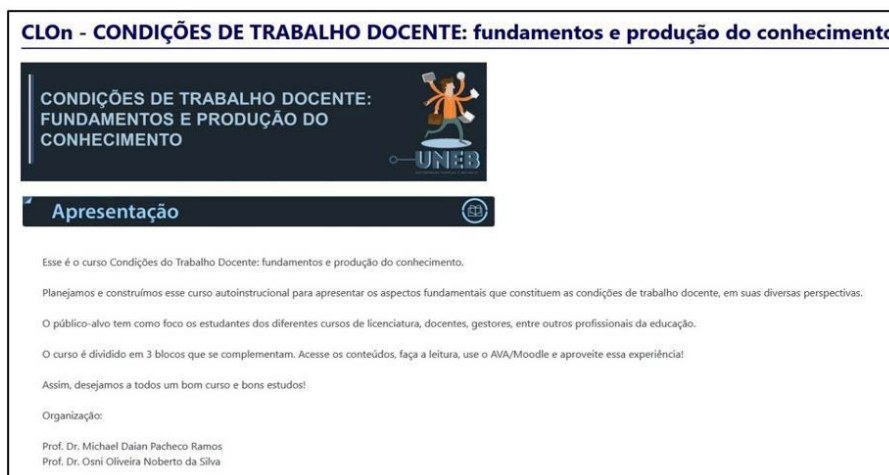 CLOn - CONDIÇÕES DE TRABALHO DOCENTE: fundamentos e produção do conhecimento
CONDIÇÕES DE TRABALHO DOCENTE:
FUNDAMENTOS E PRODUÇÃO DO
CONHECIMENTO
UNEB
Apresentação
Esse é o curso Condições do Trabalho Docente: fundamentos e produção do conhecimento.
Planejamos e construímos esse curso autoinstrucional para apresentar os aspectos fundamentais que constituem as condições de trabalho docente, em suas diversas perspectivas.
O público-alvo tem como foco os estudantes dos diferentes cursos de licenciatura, docentes, gestores, entre outros profissionais da educação.
O curso é dividido em 3 blocos que se complementam. Acesse os conteúdos, faça a leitura, use o AVA/Moodle e aproveite essa experiência!
Assim, desejamos a todos um bom curso e bons estudos!
Organização:
Prof. Dr. Michael Daian Pacheco Ramos
Prof. Dr. Osni Oliveira Noberto da Silva